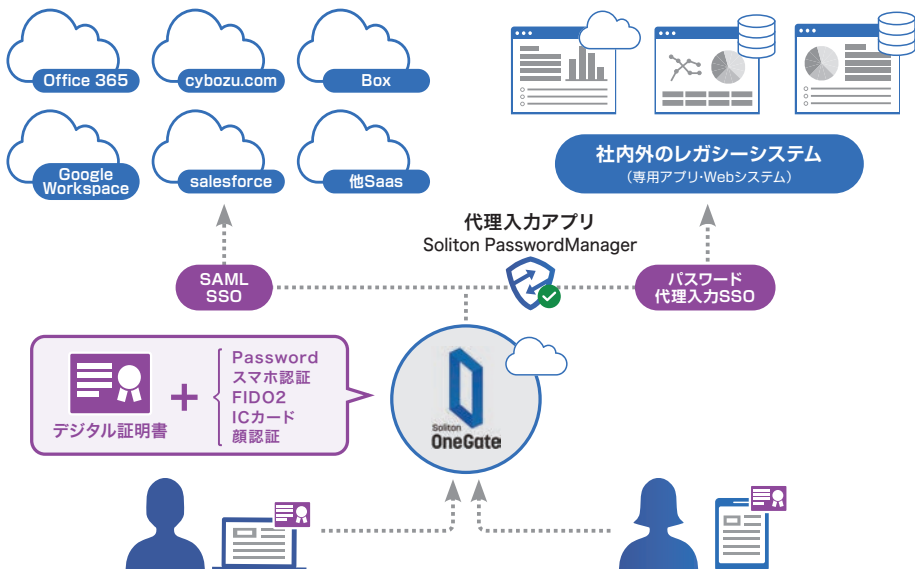 Office 365
cybozu.com
Box
Google
Workspace
salesforce
他Saas
社内外のレガシーシステム
(専用アプリ・Webシステム)
代理入力アプリ
Soliton PasswordManager
SAML
SSO
パスワード
代理入力SSO
デジタル証明書
+
Password
スマホ認証
FIDO2
ICカード
顔認証
Soliton
OneGate